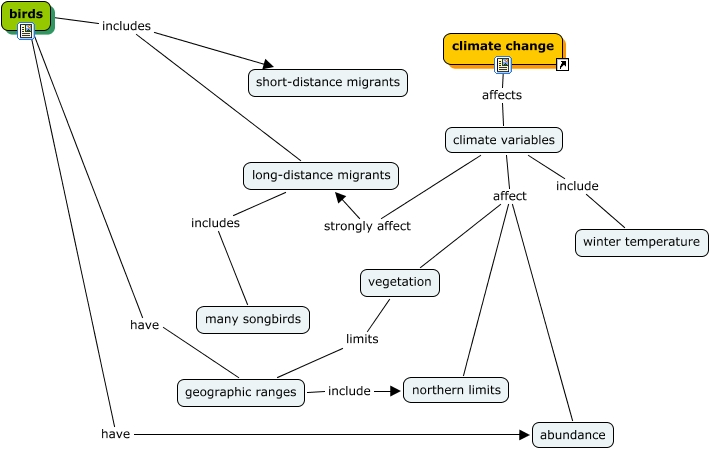 birds
includes
climate change
short-distance migrants
affects
climate variables
long-distance migrants
include
affect
includes
strongly affect
winter temperature
vegetation
many songbirds
have
limits
geographic ranges
include
northern limits
have
abundance